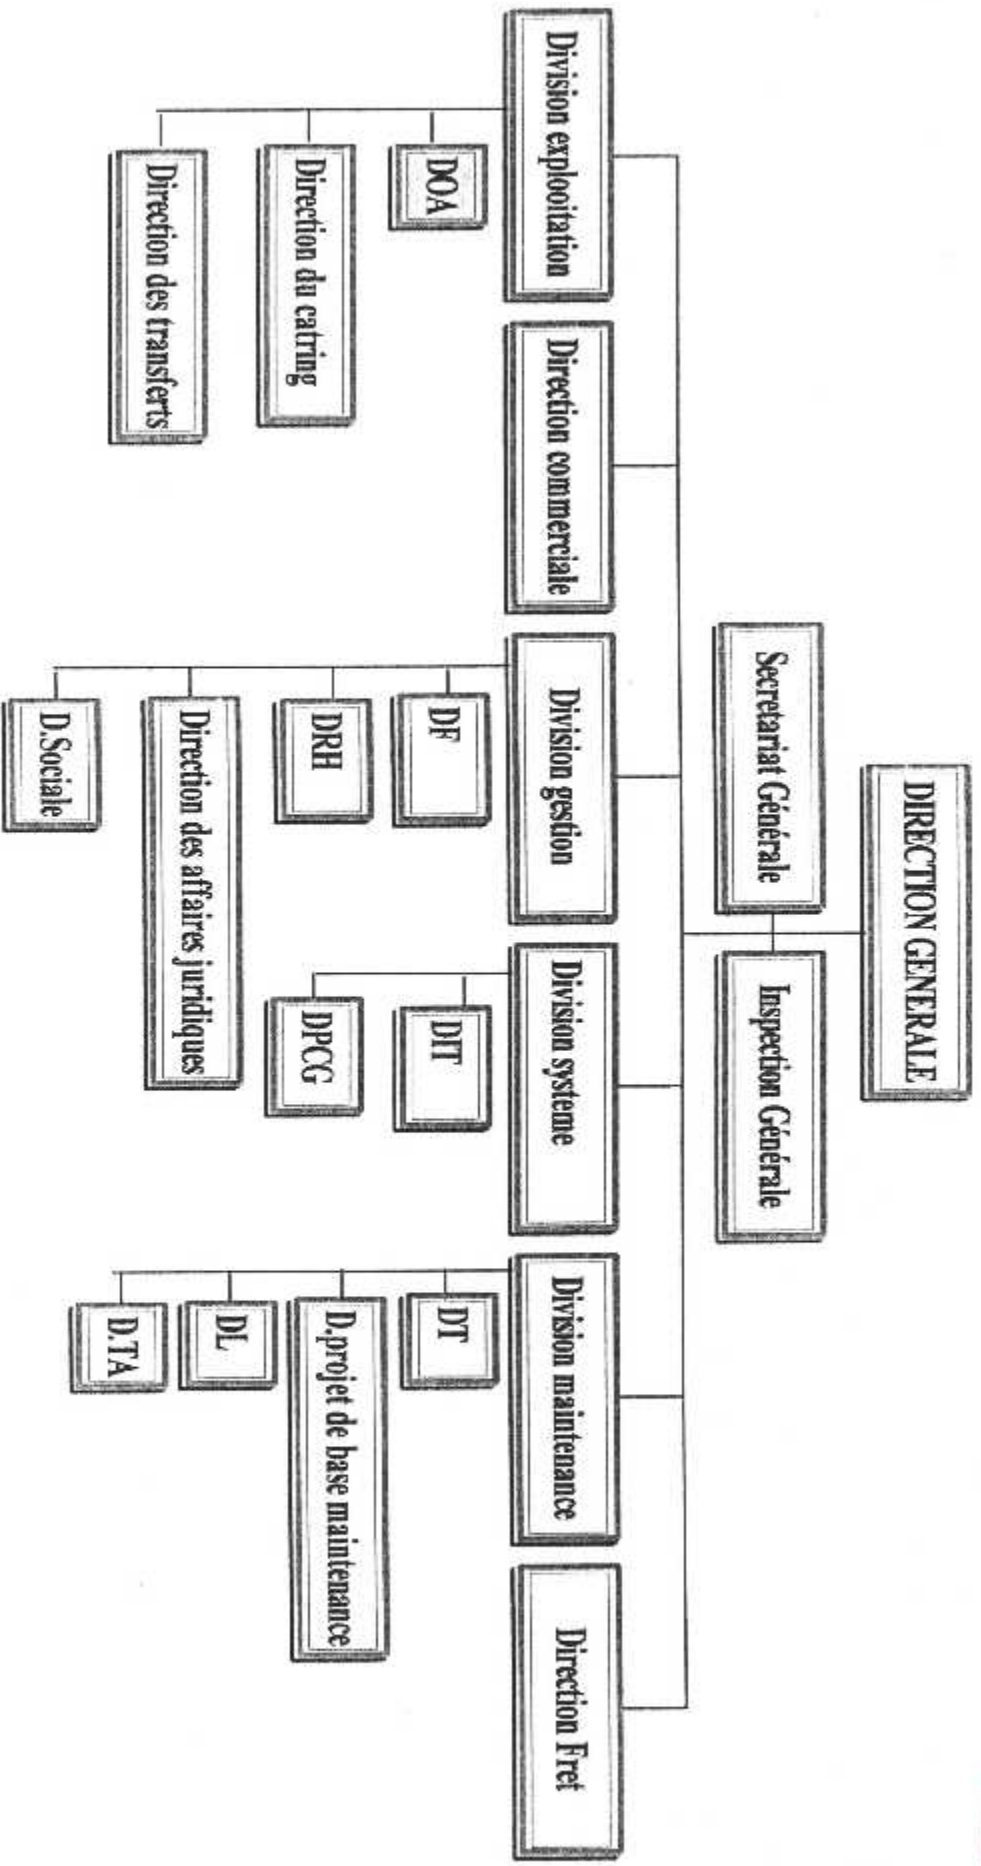 DIRECTION GENERALE
Secretariat Générale
Inspection Générale
Division explooitation
Direction commerciale
Division gestion
Division systeme
Division maintenance
Direction Fret
DOA
Direction du catring
Direction des transferts
DF
DRH
Direction des affaires juridiques
D.Sociale
DIT
DPCG
DT
D.projet de base maintenance
DL
D.TA